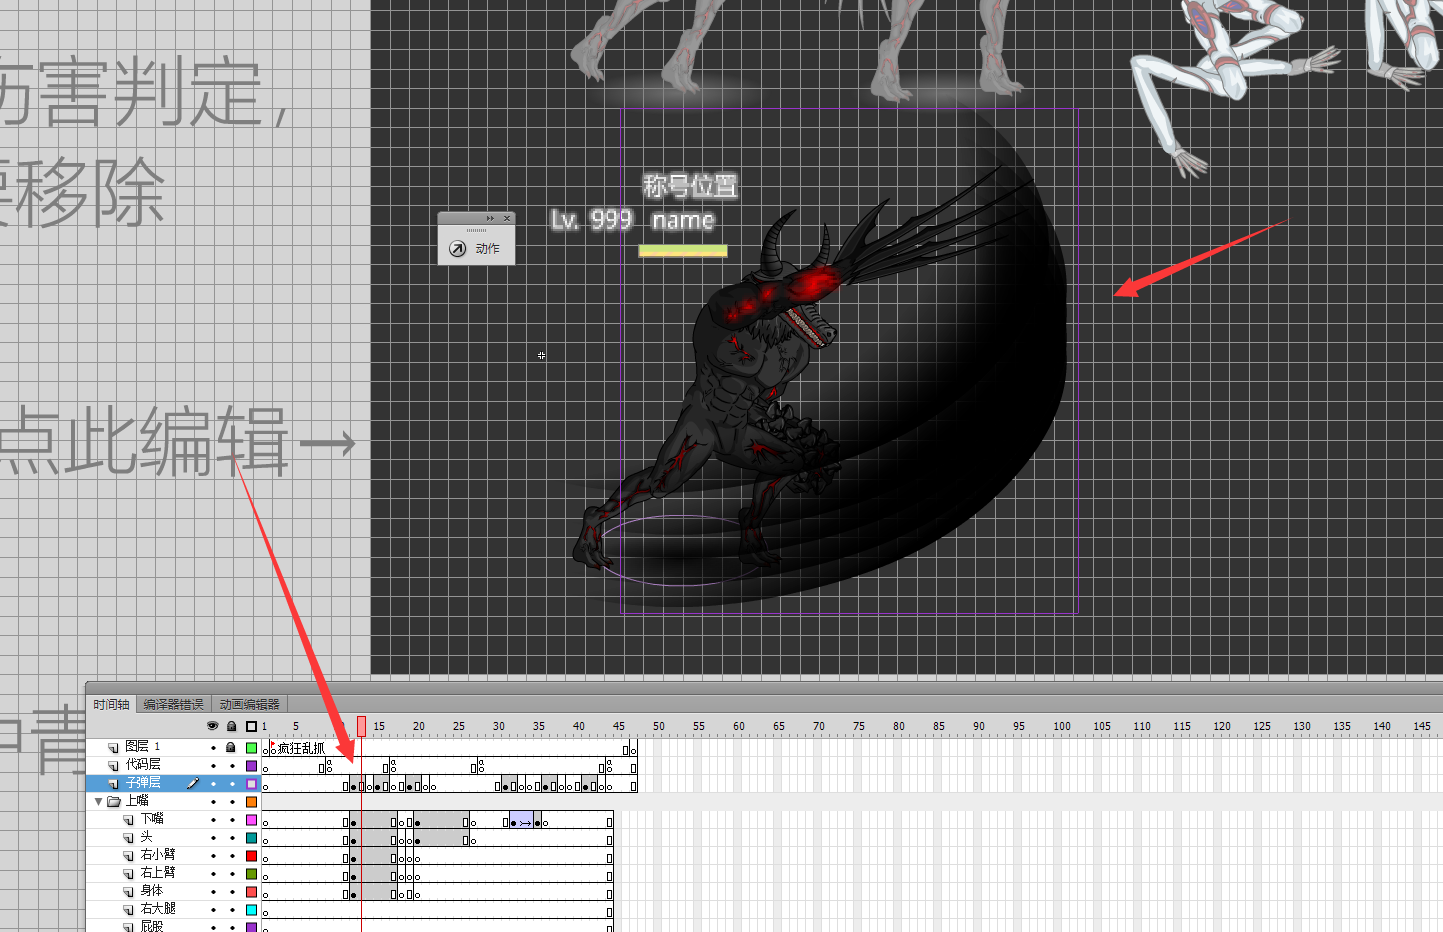 伤害判定,
要移除
称号位置
Lv. 999 name
动作
点此编辑→
时间轴 编译器错误 动画编辑器
1 5 15 20 25 30 35 40 45 50 55 60 65 70 75 80 85 90 95 100 105 110 115 120 125 130 135 140 145
图层 1 疯狂乱抓
代码层 a a a a
子弹层
上嘴
下嘴
头
右小臂
右上臂
身体
右大腿
屁股